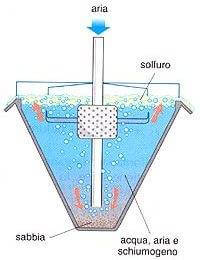 aria
solfuro
sabbia
acqua, aria e
schiumogeno